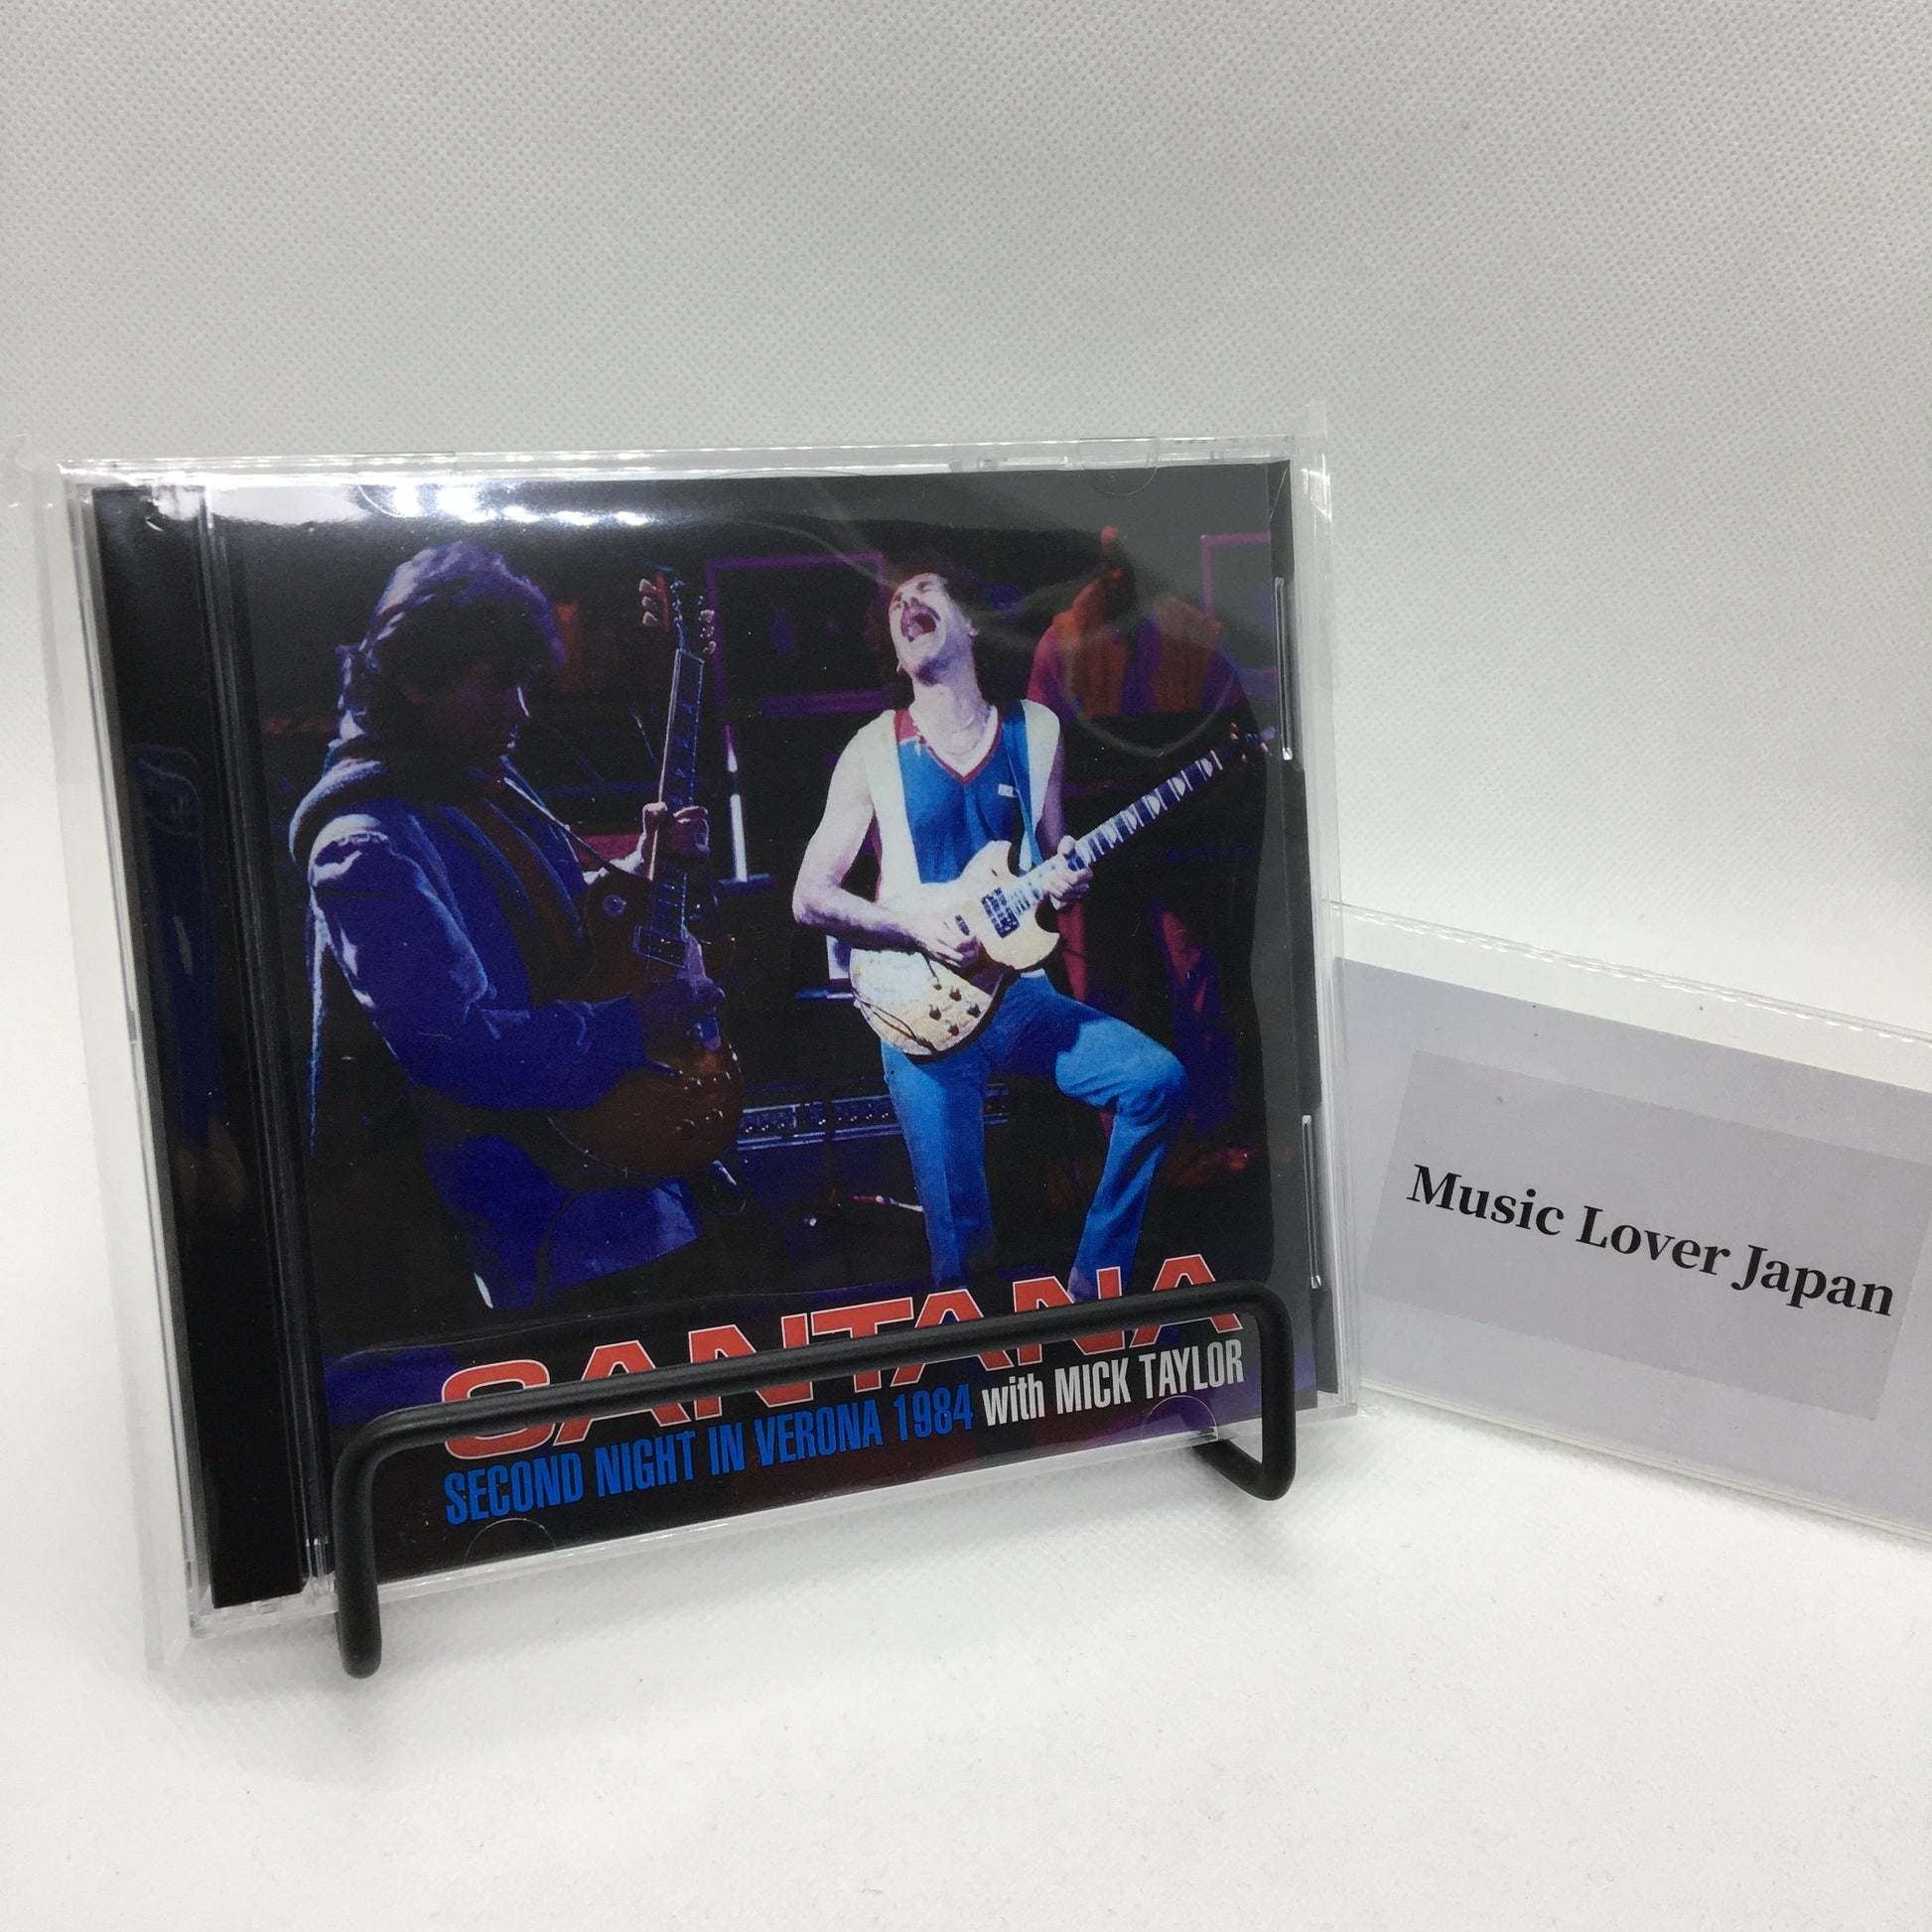 SANTANA
SECOND NIGHT IN VERONA 1984 with MICK TAYLOR
Music Lover Japan